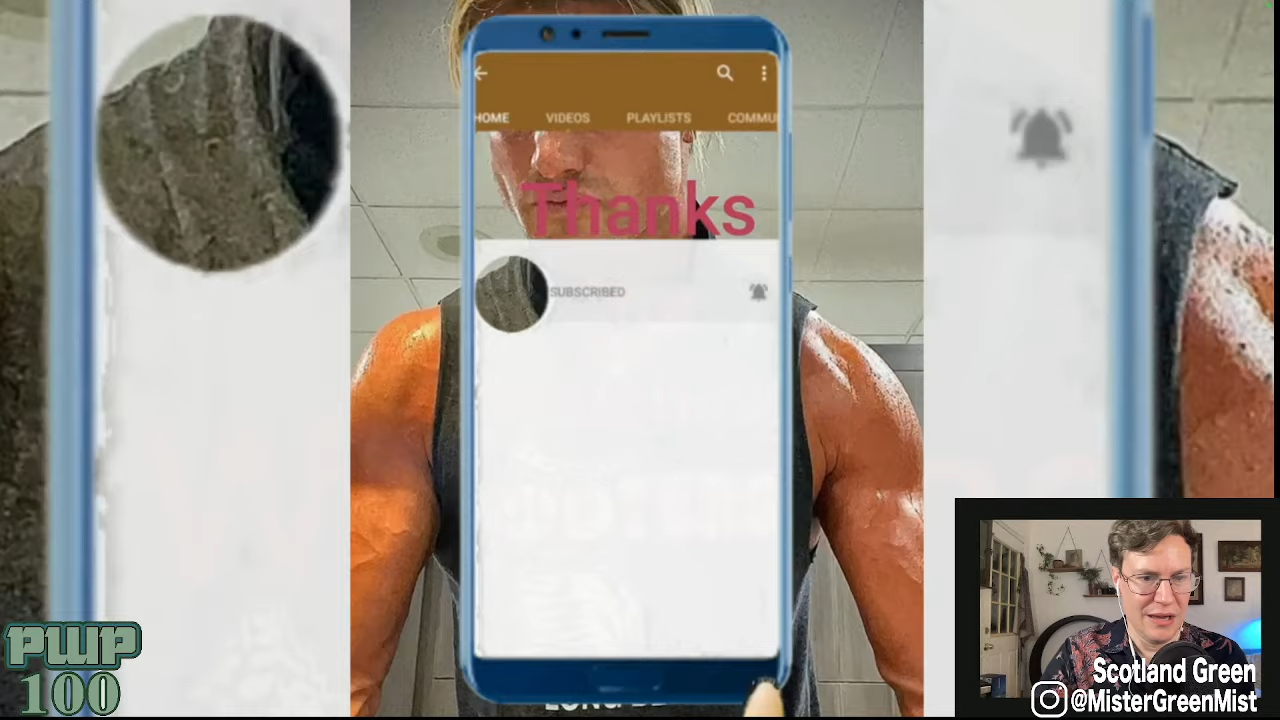 HOME VIDEOS PLAYLISTS COMMU
Thanks
SUBSCRIBED
PWP
100
Scotland Green
@MisterGreenMist